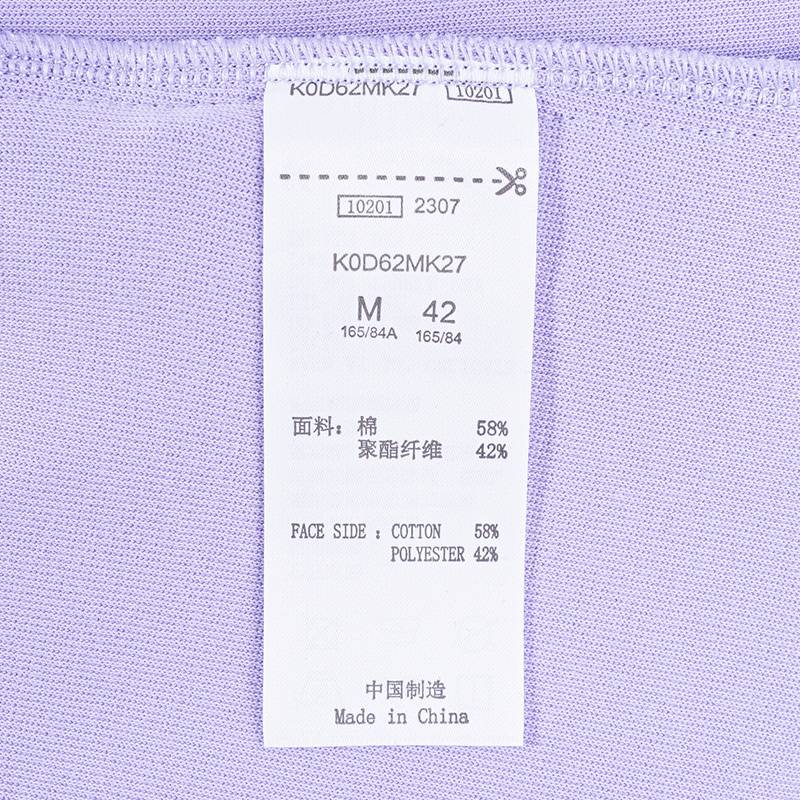 K0D62MK27 10201
10201 2307
K0D62MK27
M 42
165/84A 165/84
面料：棉 58%
聚酯纤维 42%
FACE SIDE : COTTON 58%
POLYESTER 42%
中国制造
Made in China